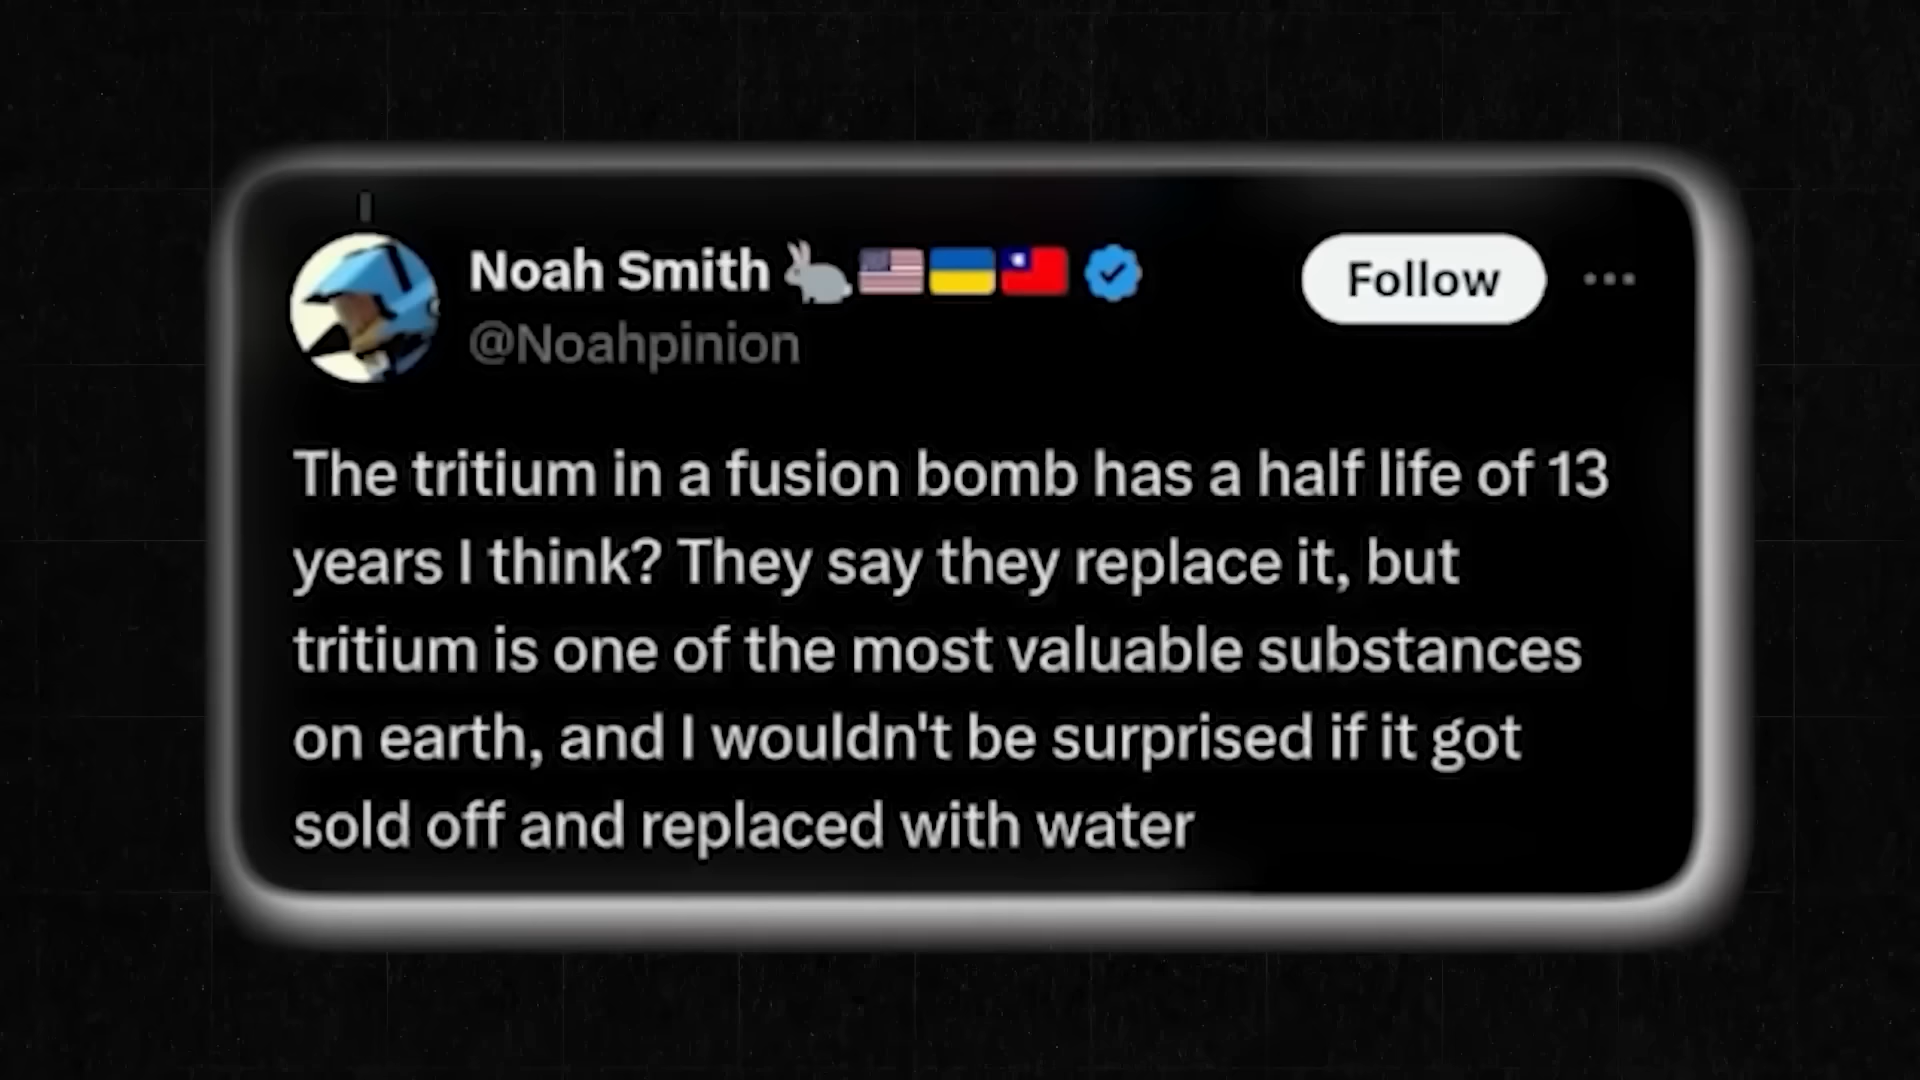 Noah Smith 🐇🇺🇸🇺🇦🇹🇼
Follow
@Noahpinion
The tritium in a fusion bomb has a half life of 13
years I think? They say they replace it, but
tritium is one of the most valuable substances
on earth, and I wouldn't be surprised if it got
sold off and replaced with water